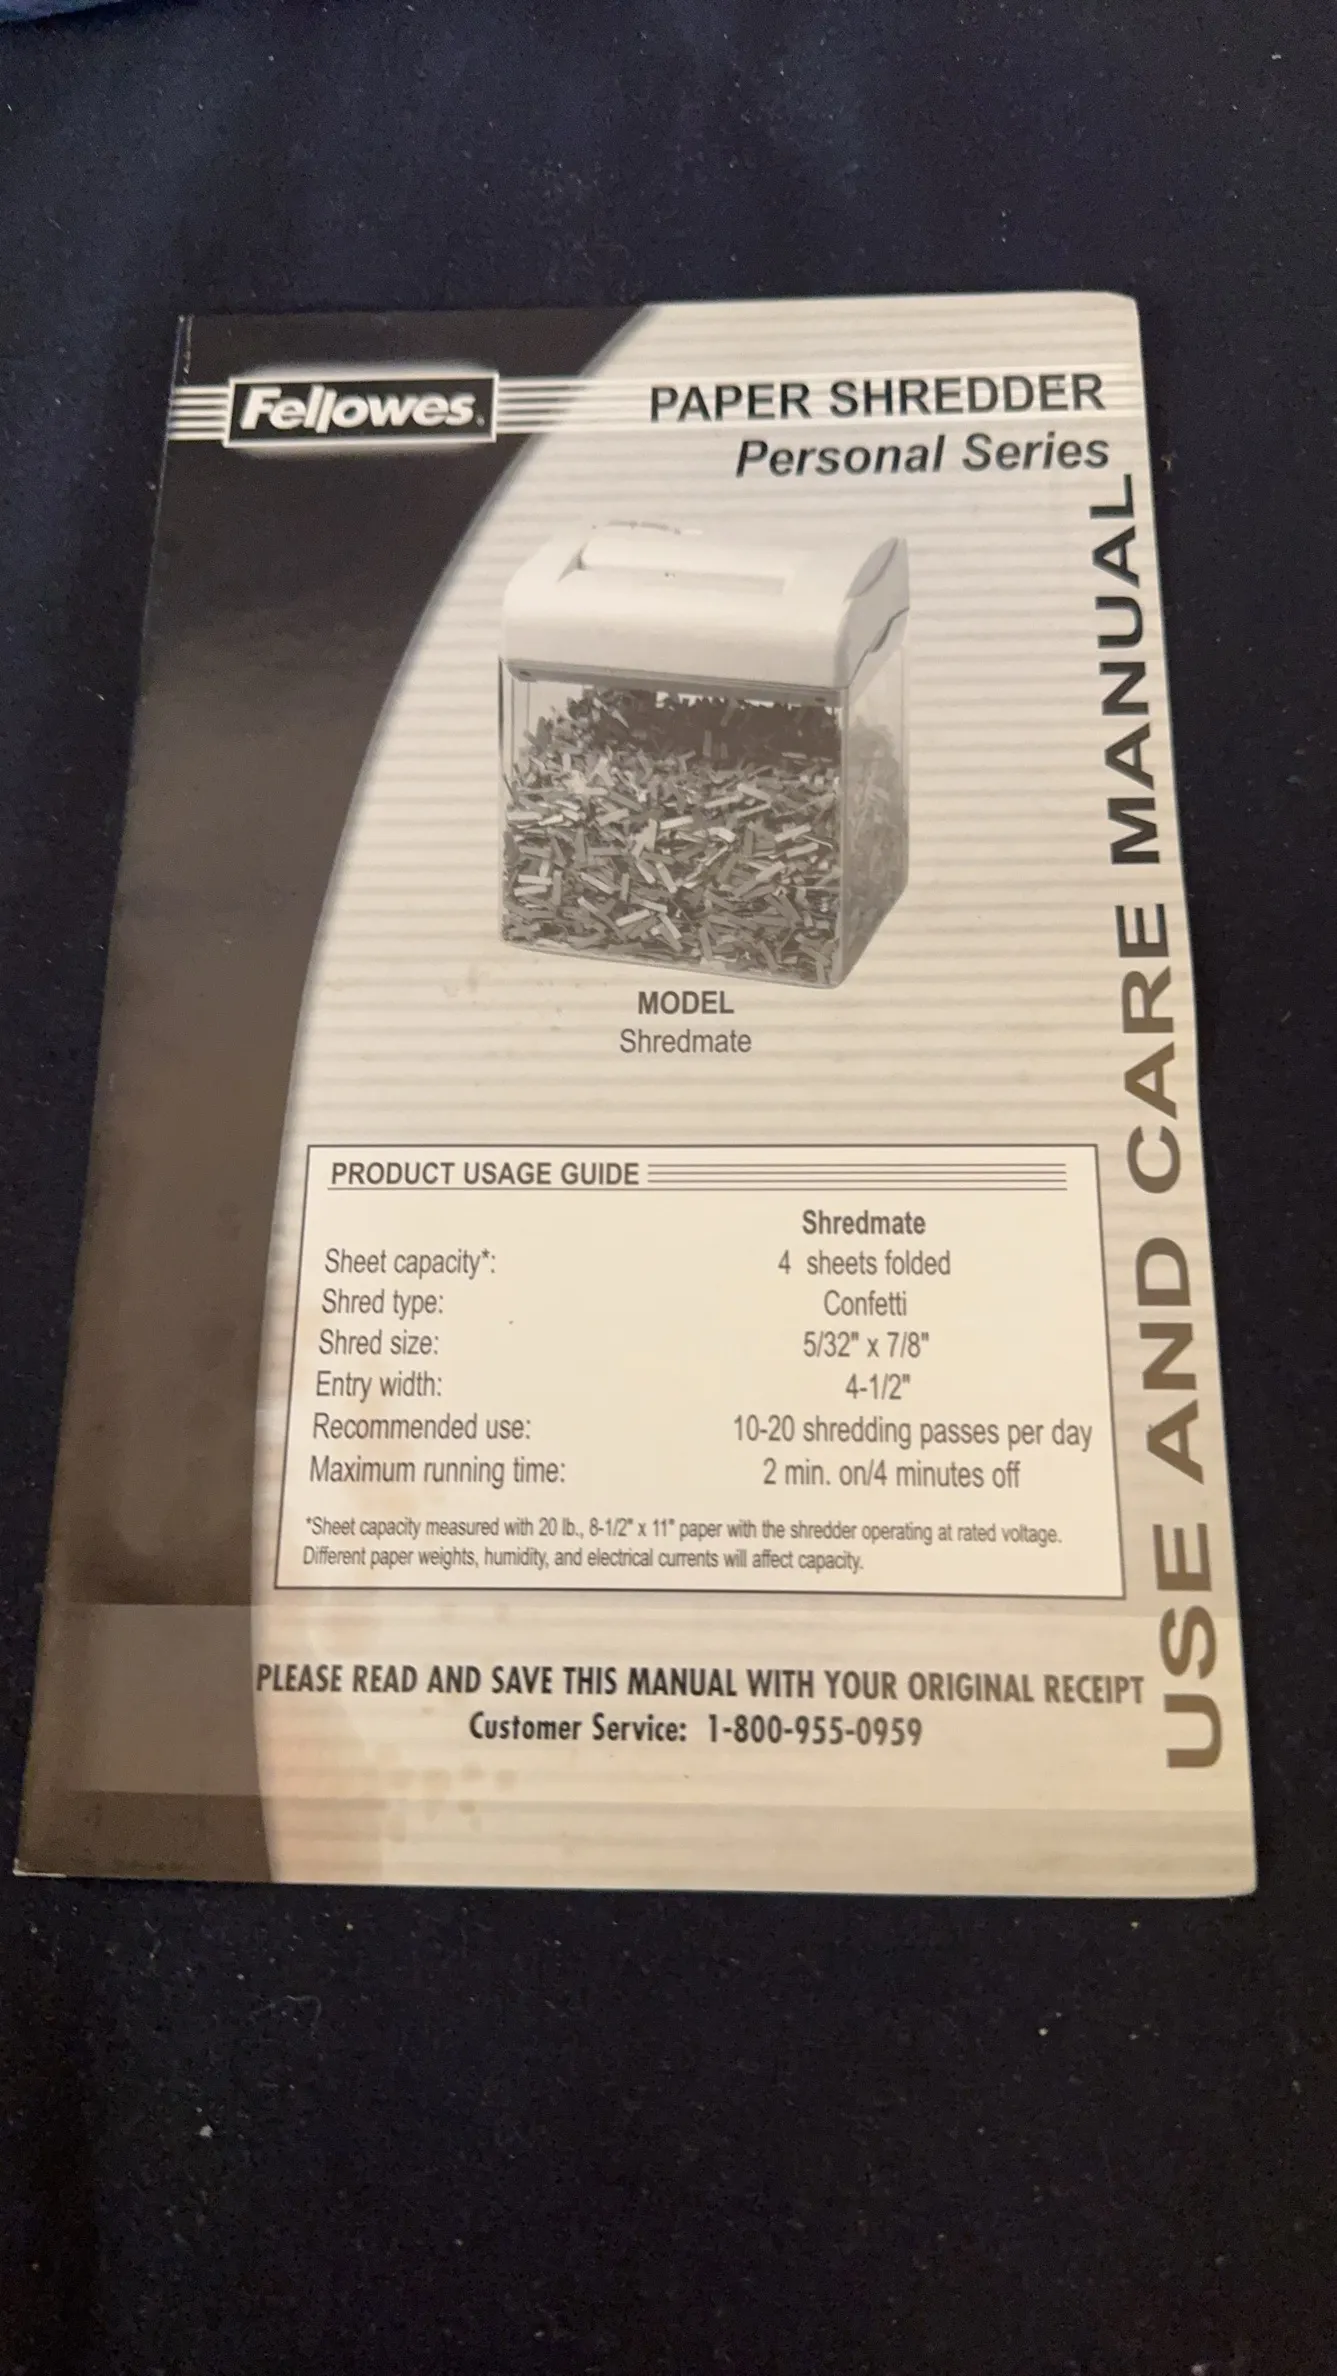 Fellowes.
PAPER SHREDDER
Personal Series
USE AND CARE MANUAL
MODEL
Shredmate
PRODUCT USAGE GUIDE
Shredmate
Sheet capacity*: 4 sheets folded
Shred type: Confetti
Shred size: 5/32" x 7/8"
Entry width: 4-1/2"
Recommended use: 10-20 shredding passes per day
Maximum running time: 2 min. on/4 minutes off
*Sheet capacity measured with 20 lb., 8-1/2" x 11" paper with the shredder operating at rated voltage.
Different paper weights, humidity, and electrical currents will affect capacity.
PLEASE READ AND SAVE THIS MANUAL WITH YOUR ORIGINAL RECEIPT
Customer Service: 1-800-955-0959